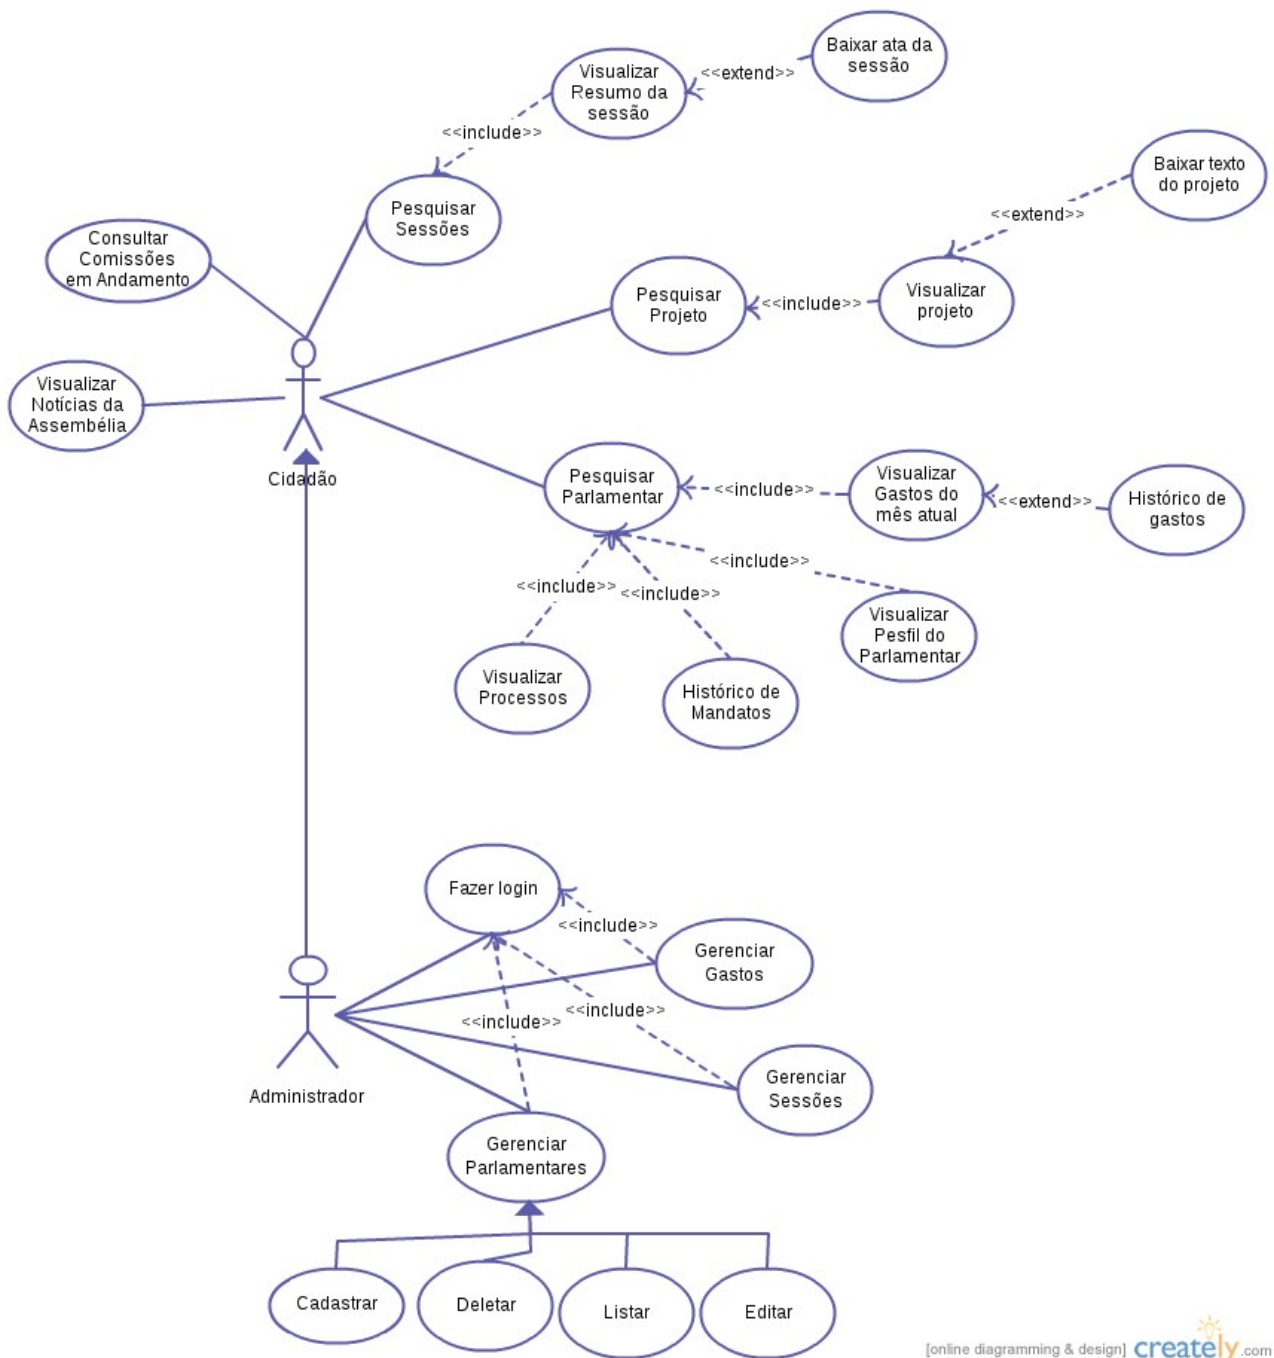 Baixar ata da
sessão
<<extend>>
Visualizar
Resumo da
sessão
<<include>>
Baixar texto
do projeto
<<extend>>
Pesquisar
Sessões
Consultar
Comissões
em Andamento
Pesquisar
Projeto
<<include>>
Visualizar
projeto
Visualizar
Notícias da
Assembélia
Cidadão
Pesquisar
Parlamentar
<<include>>
Visualizar
Gastos do
mês atual
<<extend>>
Histórico de
gastos
<<include>>
<<include>>
<<include>>
Visualizar
Pesfil do
Parlamentar
Visualizar
Processos
Histórico de
Mandatos
Fazer login
<<include>>
Gerenciar
Gastos
<<include>>
<<include>>
Gerenciar
Sessões
Administrador
Gerenciar
Parlamentares
Cadastrar
Deletar
Listar
Editar
[online diagramming & design] creately.com